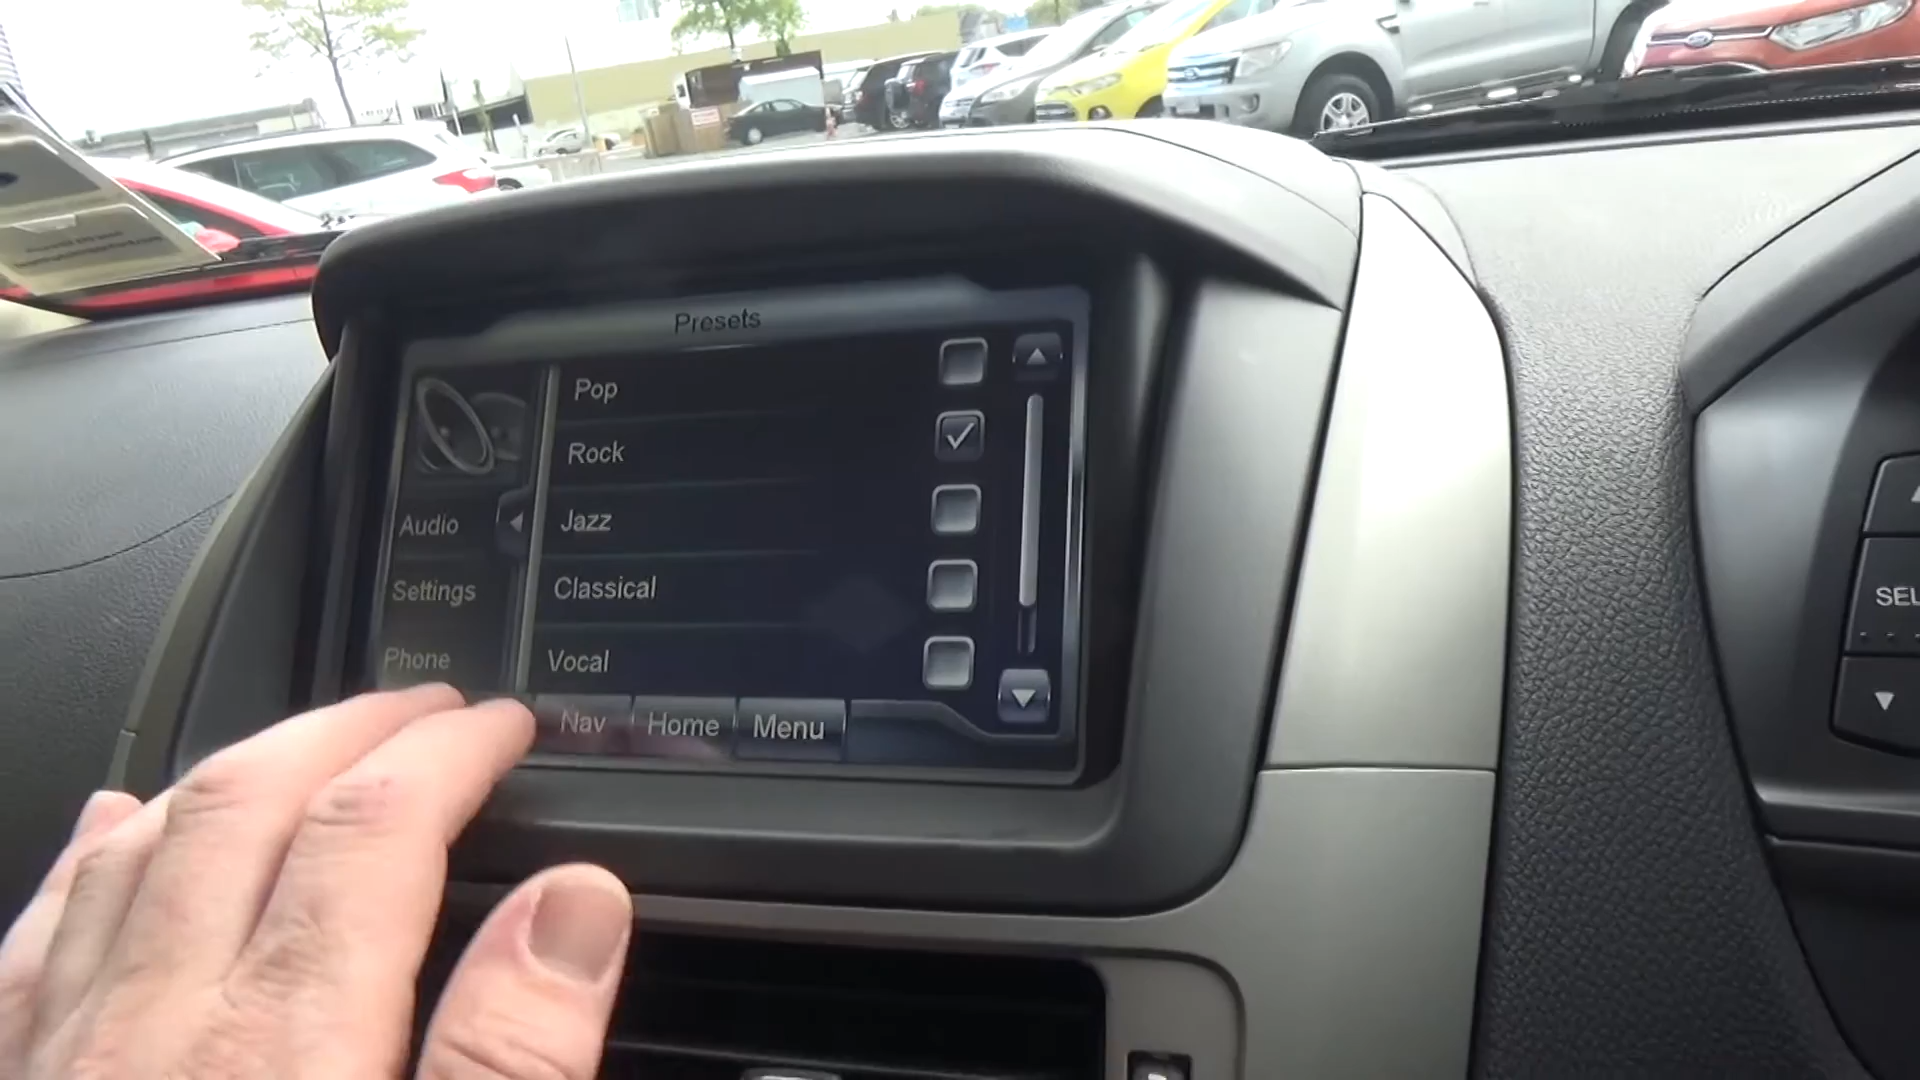 Presets
Pop
Rock
Jazz
Classical
Vocal
Audio
Settings
Phone
Nav
Home
Menu
SEL